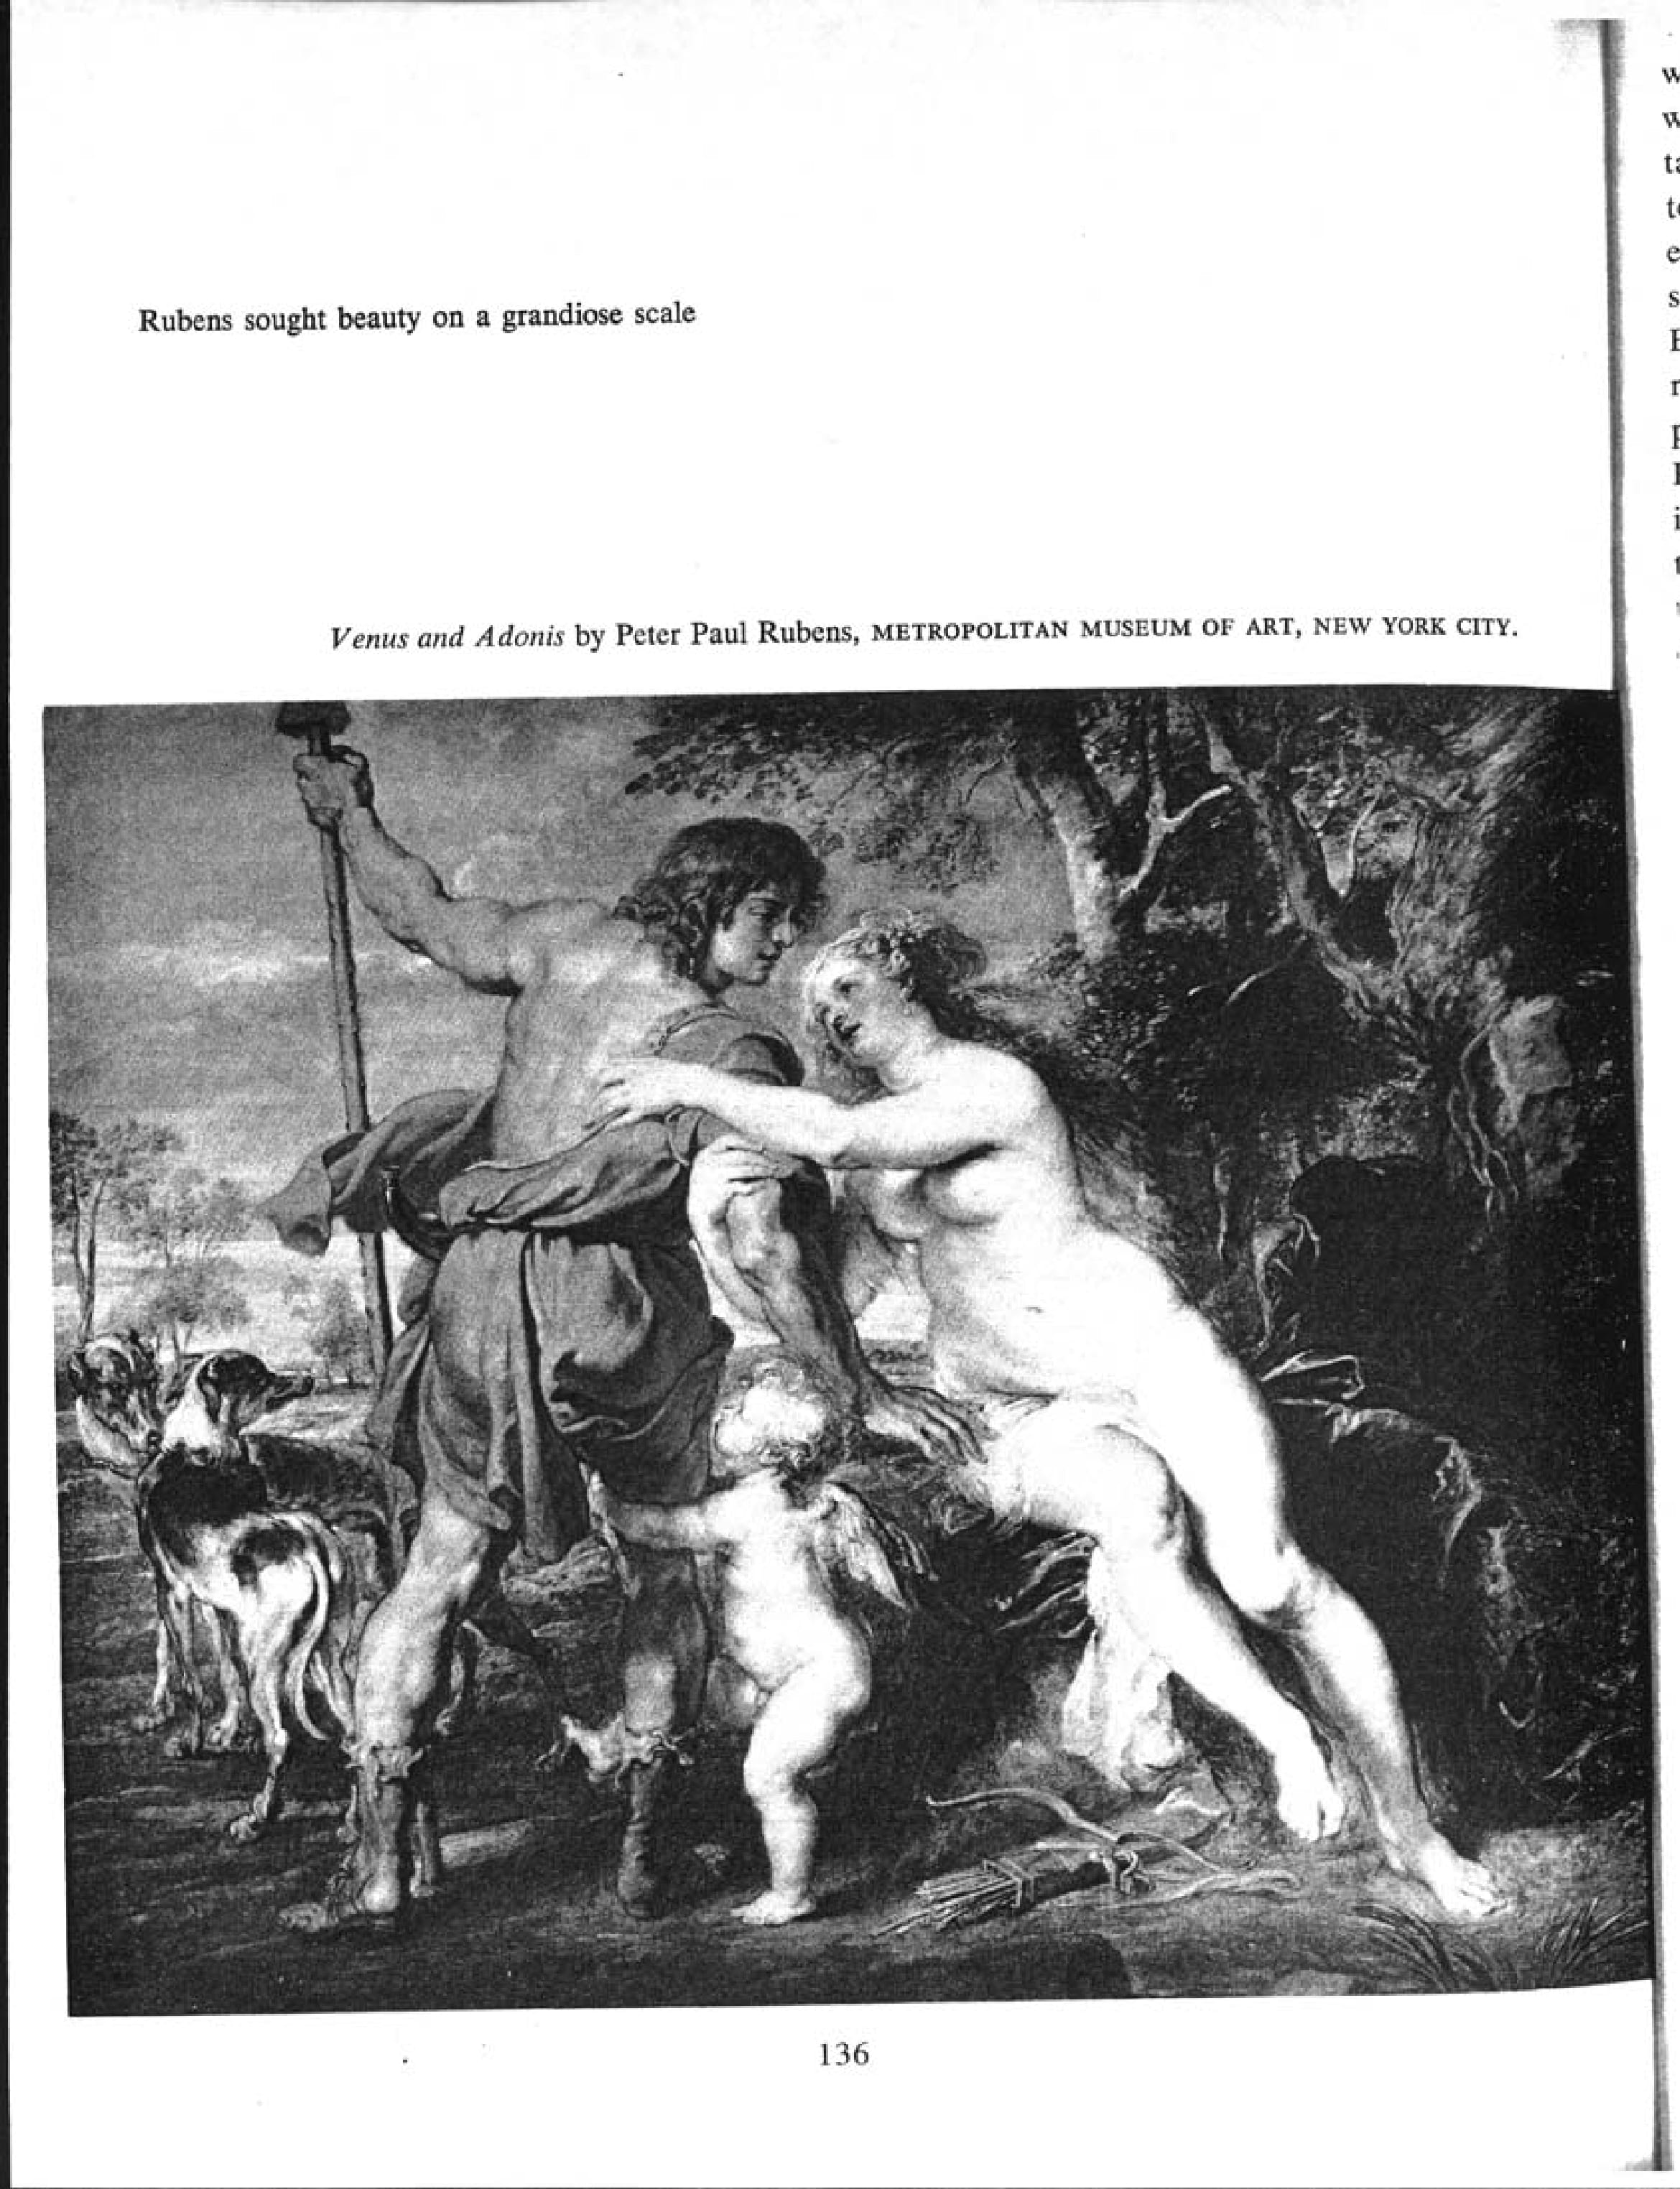 Rubens sought beauty on a grandiose scale
Venus and Adonis by Peter Paul Rubens, METROPOLITAN MUSEUM OF ART, NEW YORK CITY.
136